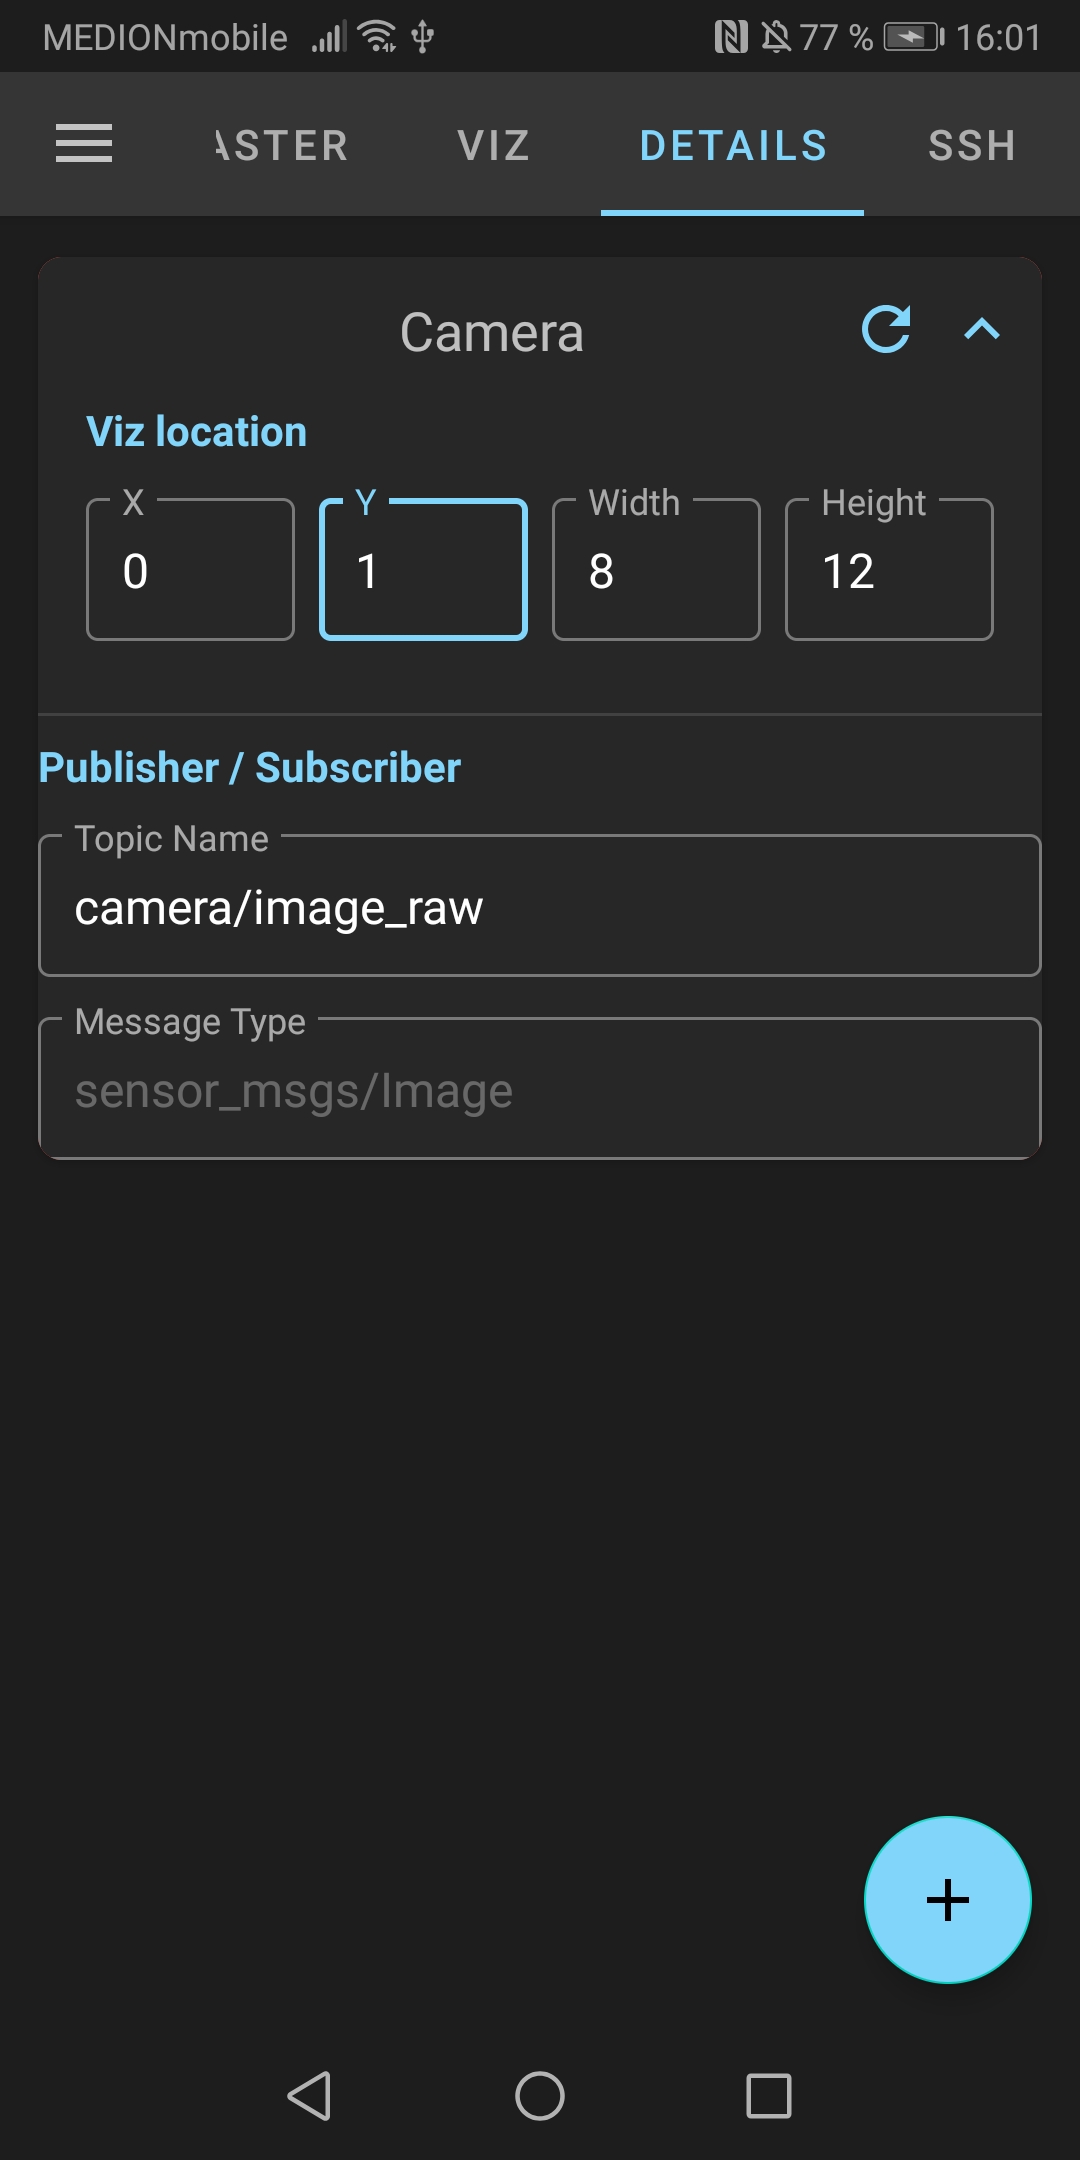 MEDIONmobile 77 % 16:01
ASTER VIZ DETAILS SSH
Camera
Viz location
X Y Width Height
0 1 8 12
Publisher / Subscriber
Topic Name
camera/image_raw
Message Type
sensor_msgs/Image